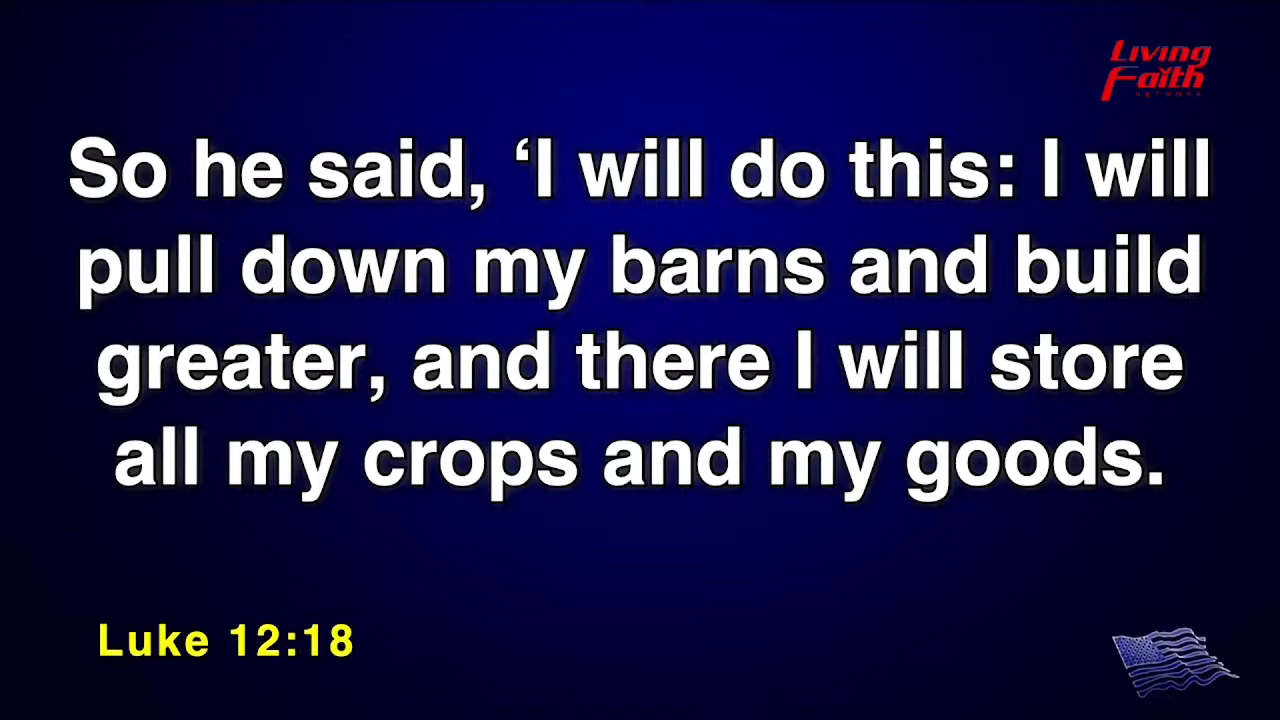 Living
Faith
So he said, ‘I will do this: I will
pull down my barns and build
greater, and there I will store
all my crops and my goods.
Luke 12:18